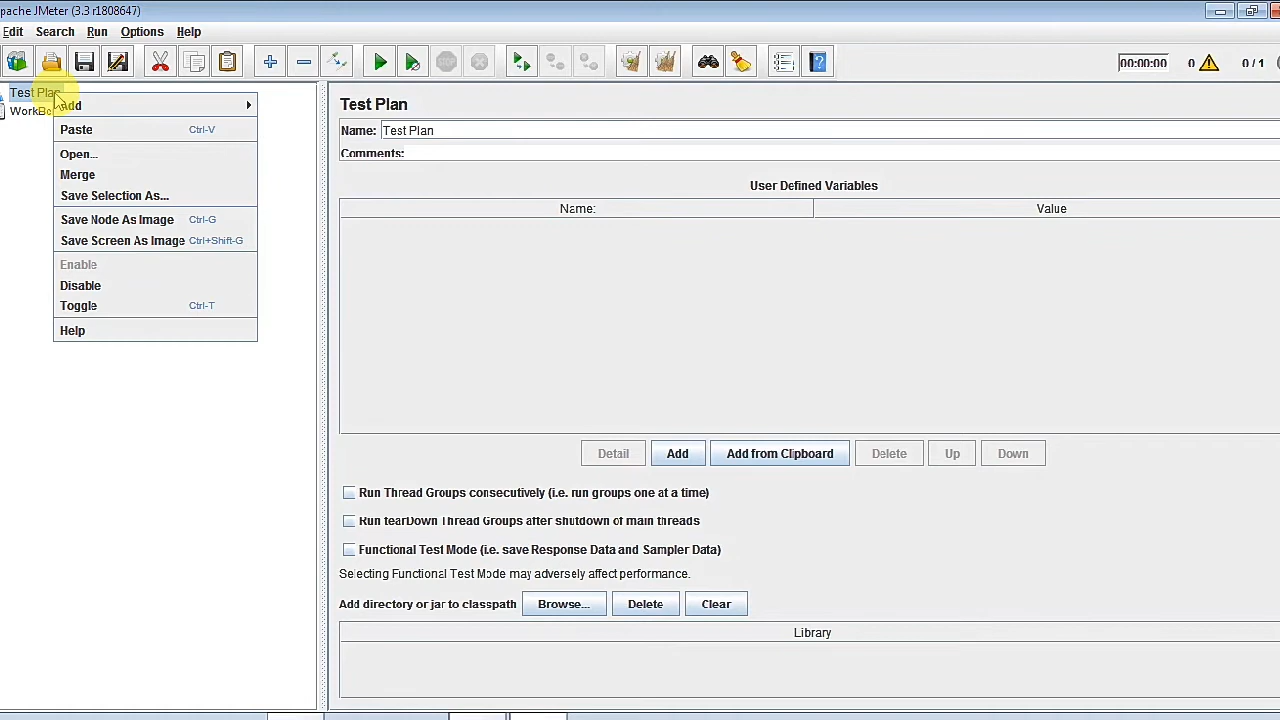 pache JMeter (3.3 r1808647)
Edit Search Run Options Help
00:00:00 0 0 / 1
Test Plan
Add
Paste Ctrl-V
Open...
Merge
Save Selection As...
Save Node As Image Ctrl-G
Save Screen As Image Ctrl+Shift-G
Enable
Disable
Toggle Ctrl-T
Help
Test Plan
Name: Test Plan
Comments:
User Defined Variables
Name: Value
Detail Add Add from Clipboard Delete Up Down
Run Thread Groups consecutively (i.e. run groups one at a time)
Run tearDown Thread Groups after shutdown of main threads
Functional Test Mode (i.e. save Response Data and Sampler Data)
Selecting Functional Test Mode may adversely affect performance.
Add directory or jar to classpath Browse... Delete Clear
Library